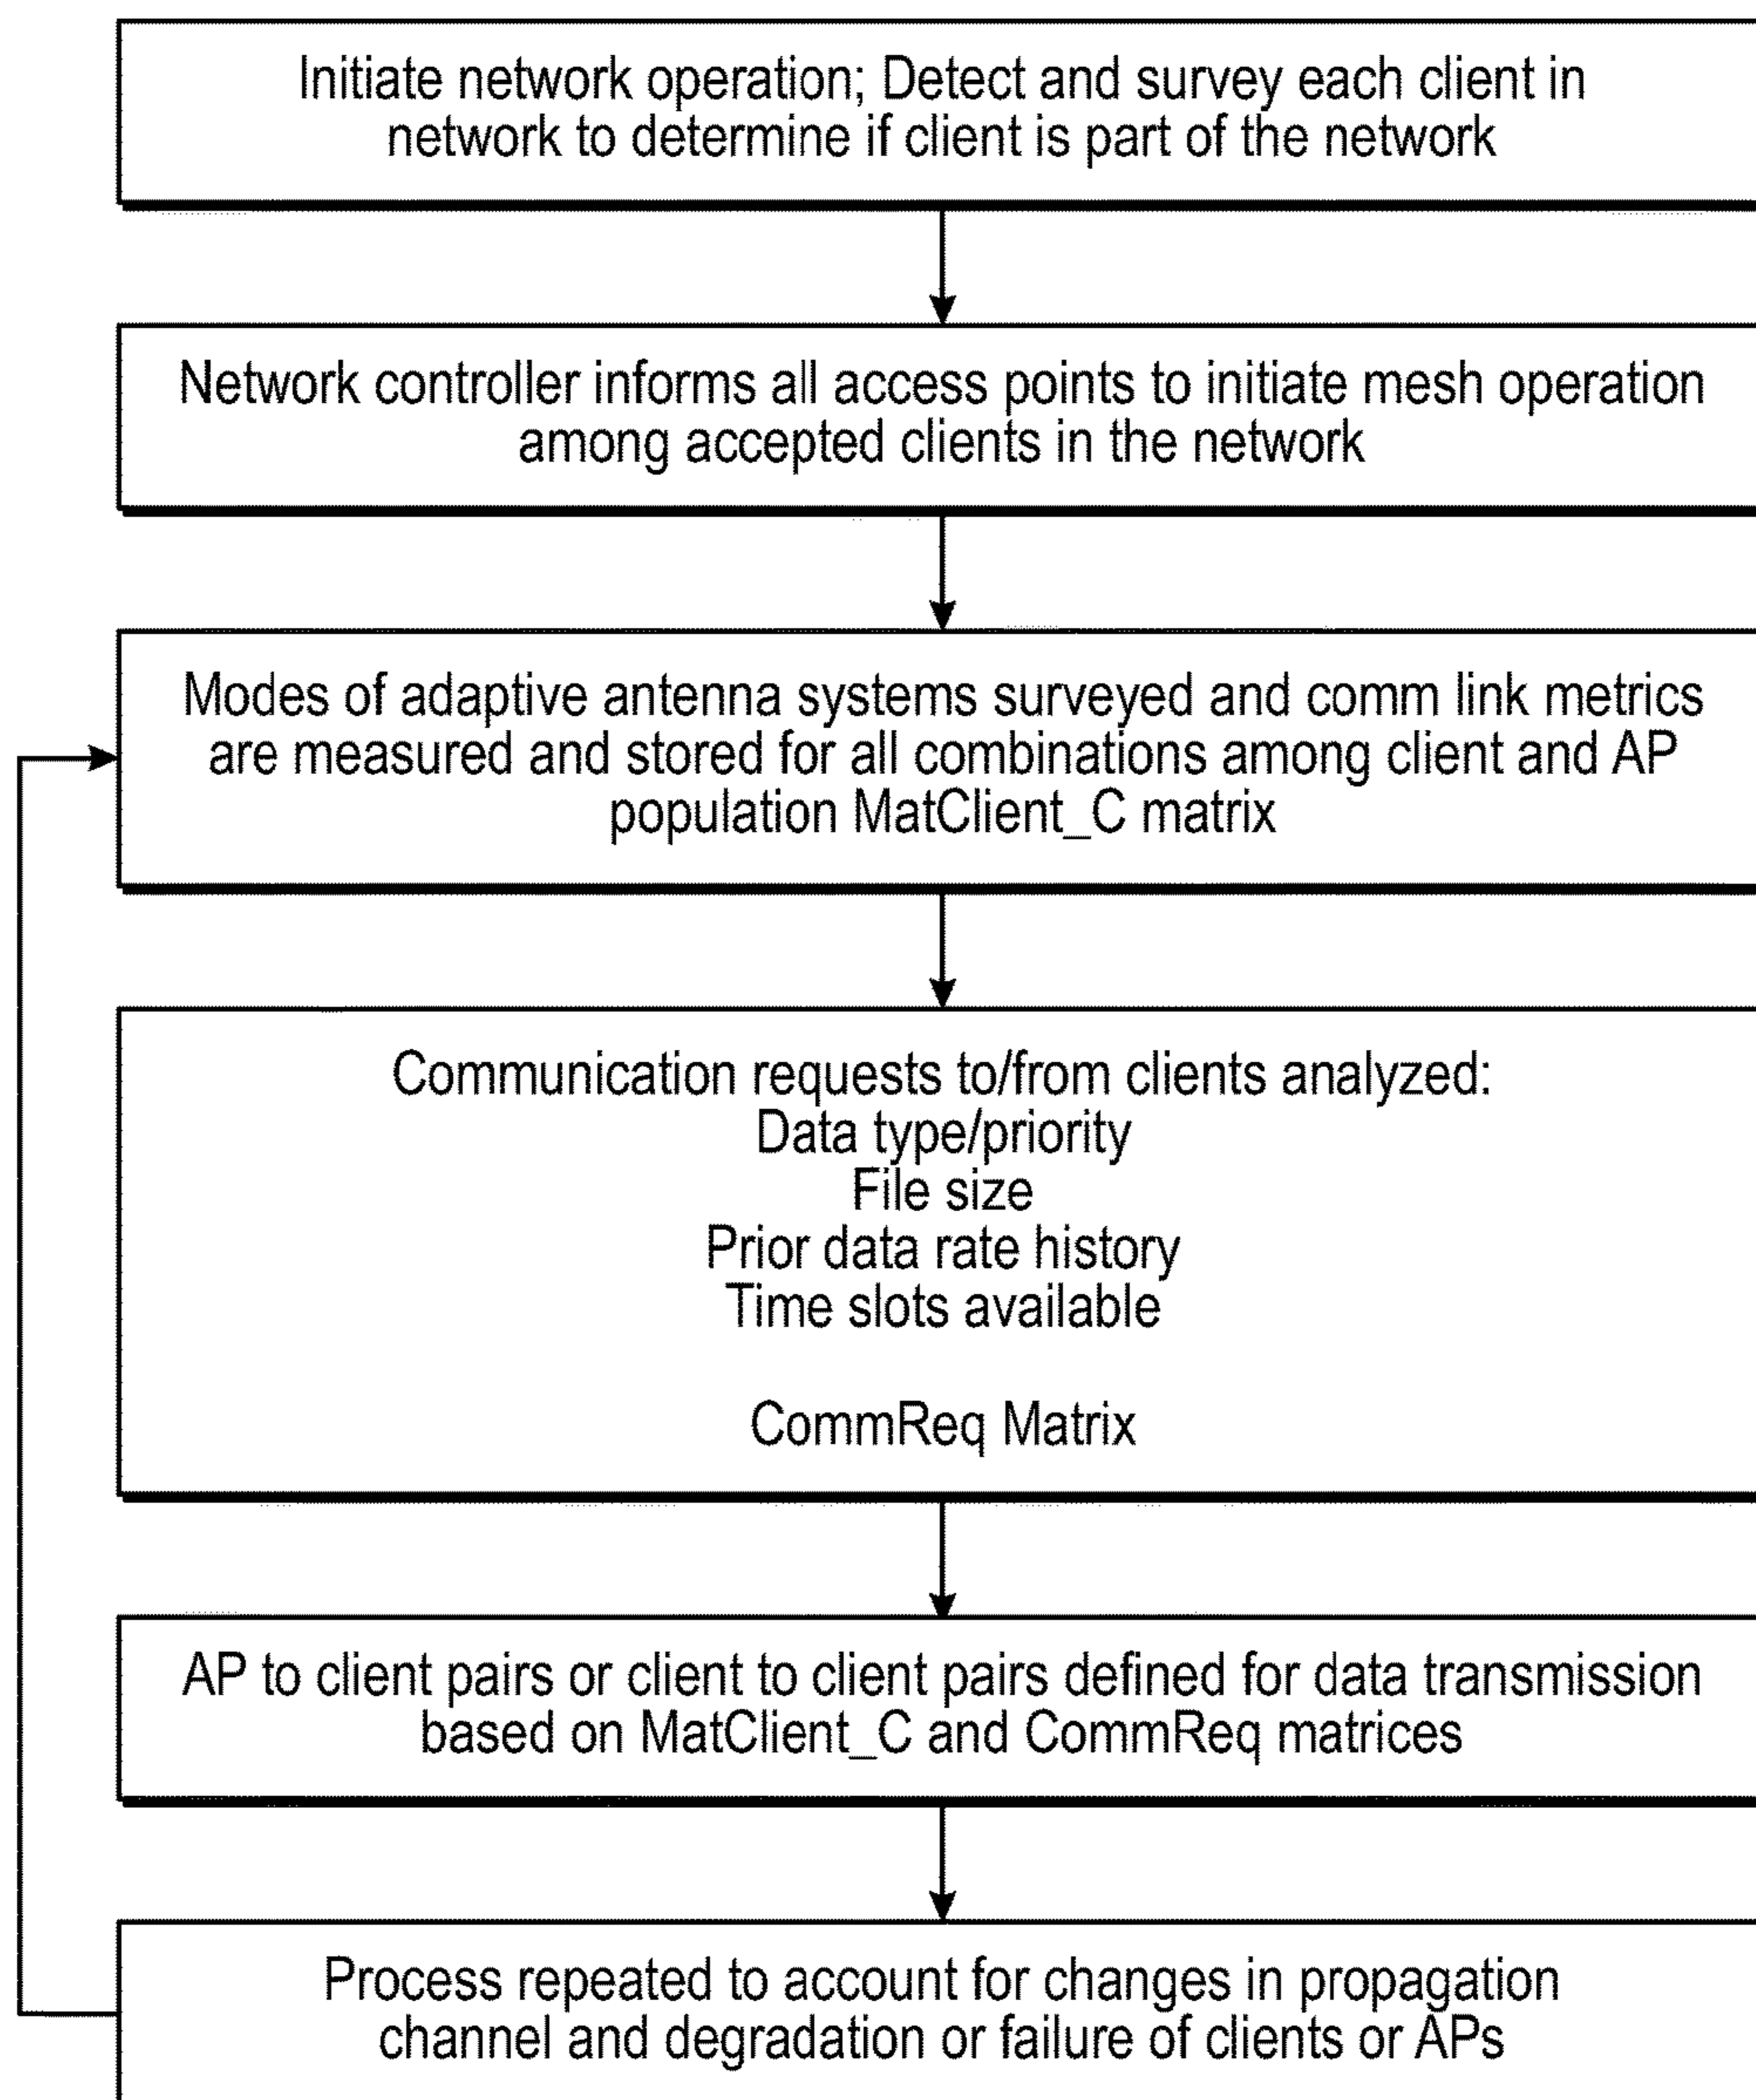 Initiate network operation; Detect and survey each client in
network to determine if client is part of the network
Network controller informs all access points to initiate mesh operation
among accepted clients in the network
Modes of adaptive antenna systems surveyed and comm link metrics
are measured and stored for all combinations among client and AP
population MatClient_C matrix
Communication requests to/from clients analyzed:
Data type/priority
File size
Prior data rate history
Time slots available
CommReq Matrix
AP to client pairs or client to client pairs defined for data transmission
based on MatClient_C and CommReq matrices
Process repeated to account for changes in propagation
channel and degradation or failure of clients or APs